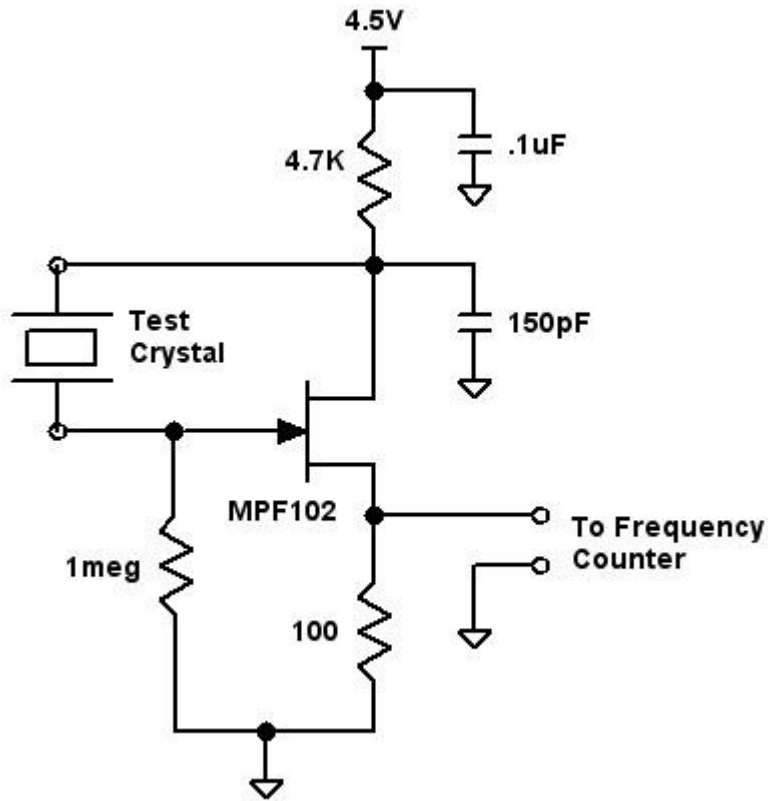 4.5V
.1uF
4.7K
Test
Crystal
150pF
MPF102
To Frequency
Counter
1meg
100